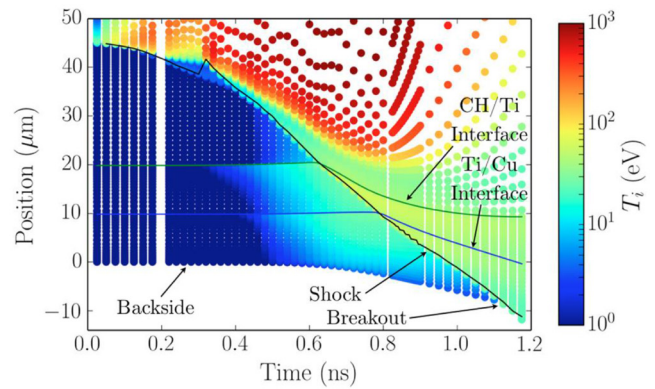 50
40
30
20
10
0
−10
Position (μm)
0.0 0.2 0.4 0.6 0.8 1.0 1.2
Time (ns)
CH/Ti
Interface
Ti/Cu
Interface
Shock
Breakout
Backside
10³
10²
10¹
10⁰
Tᵢ (eV)